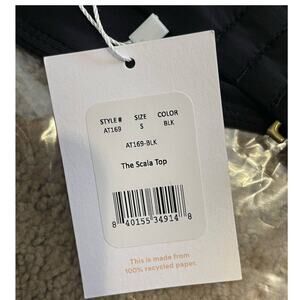 STYLE # SIZE COLOR
AT169 S BLK
AT169-BLK
The Scala Top
8 40155 34914 8
This is made from
100% recycled paper.